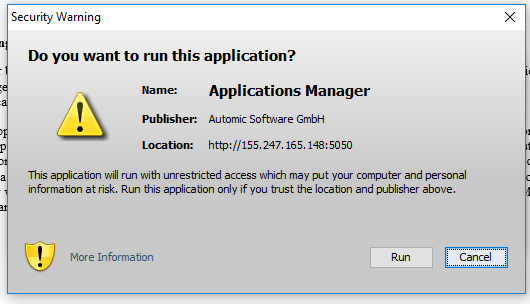 Security Warning
Do you want to run this application?
Name: Applications Manager
Publisher: Automic Software GmbH
Location: http://155.247.165.148:5050
This application will run with unrestricted access which may put your computer and personal
information at risk. Run this application only if you trust the location and publisher above.
More Information
Run
Cancel